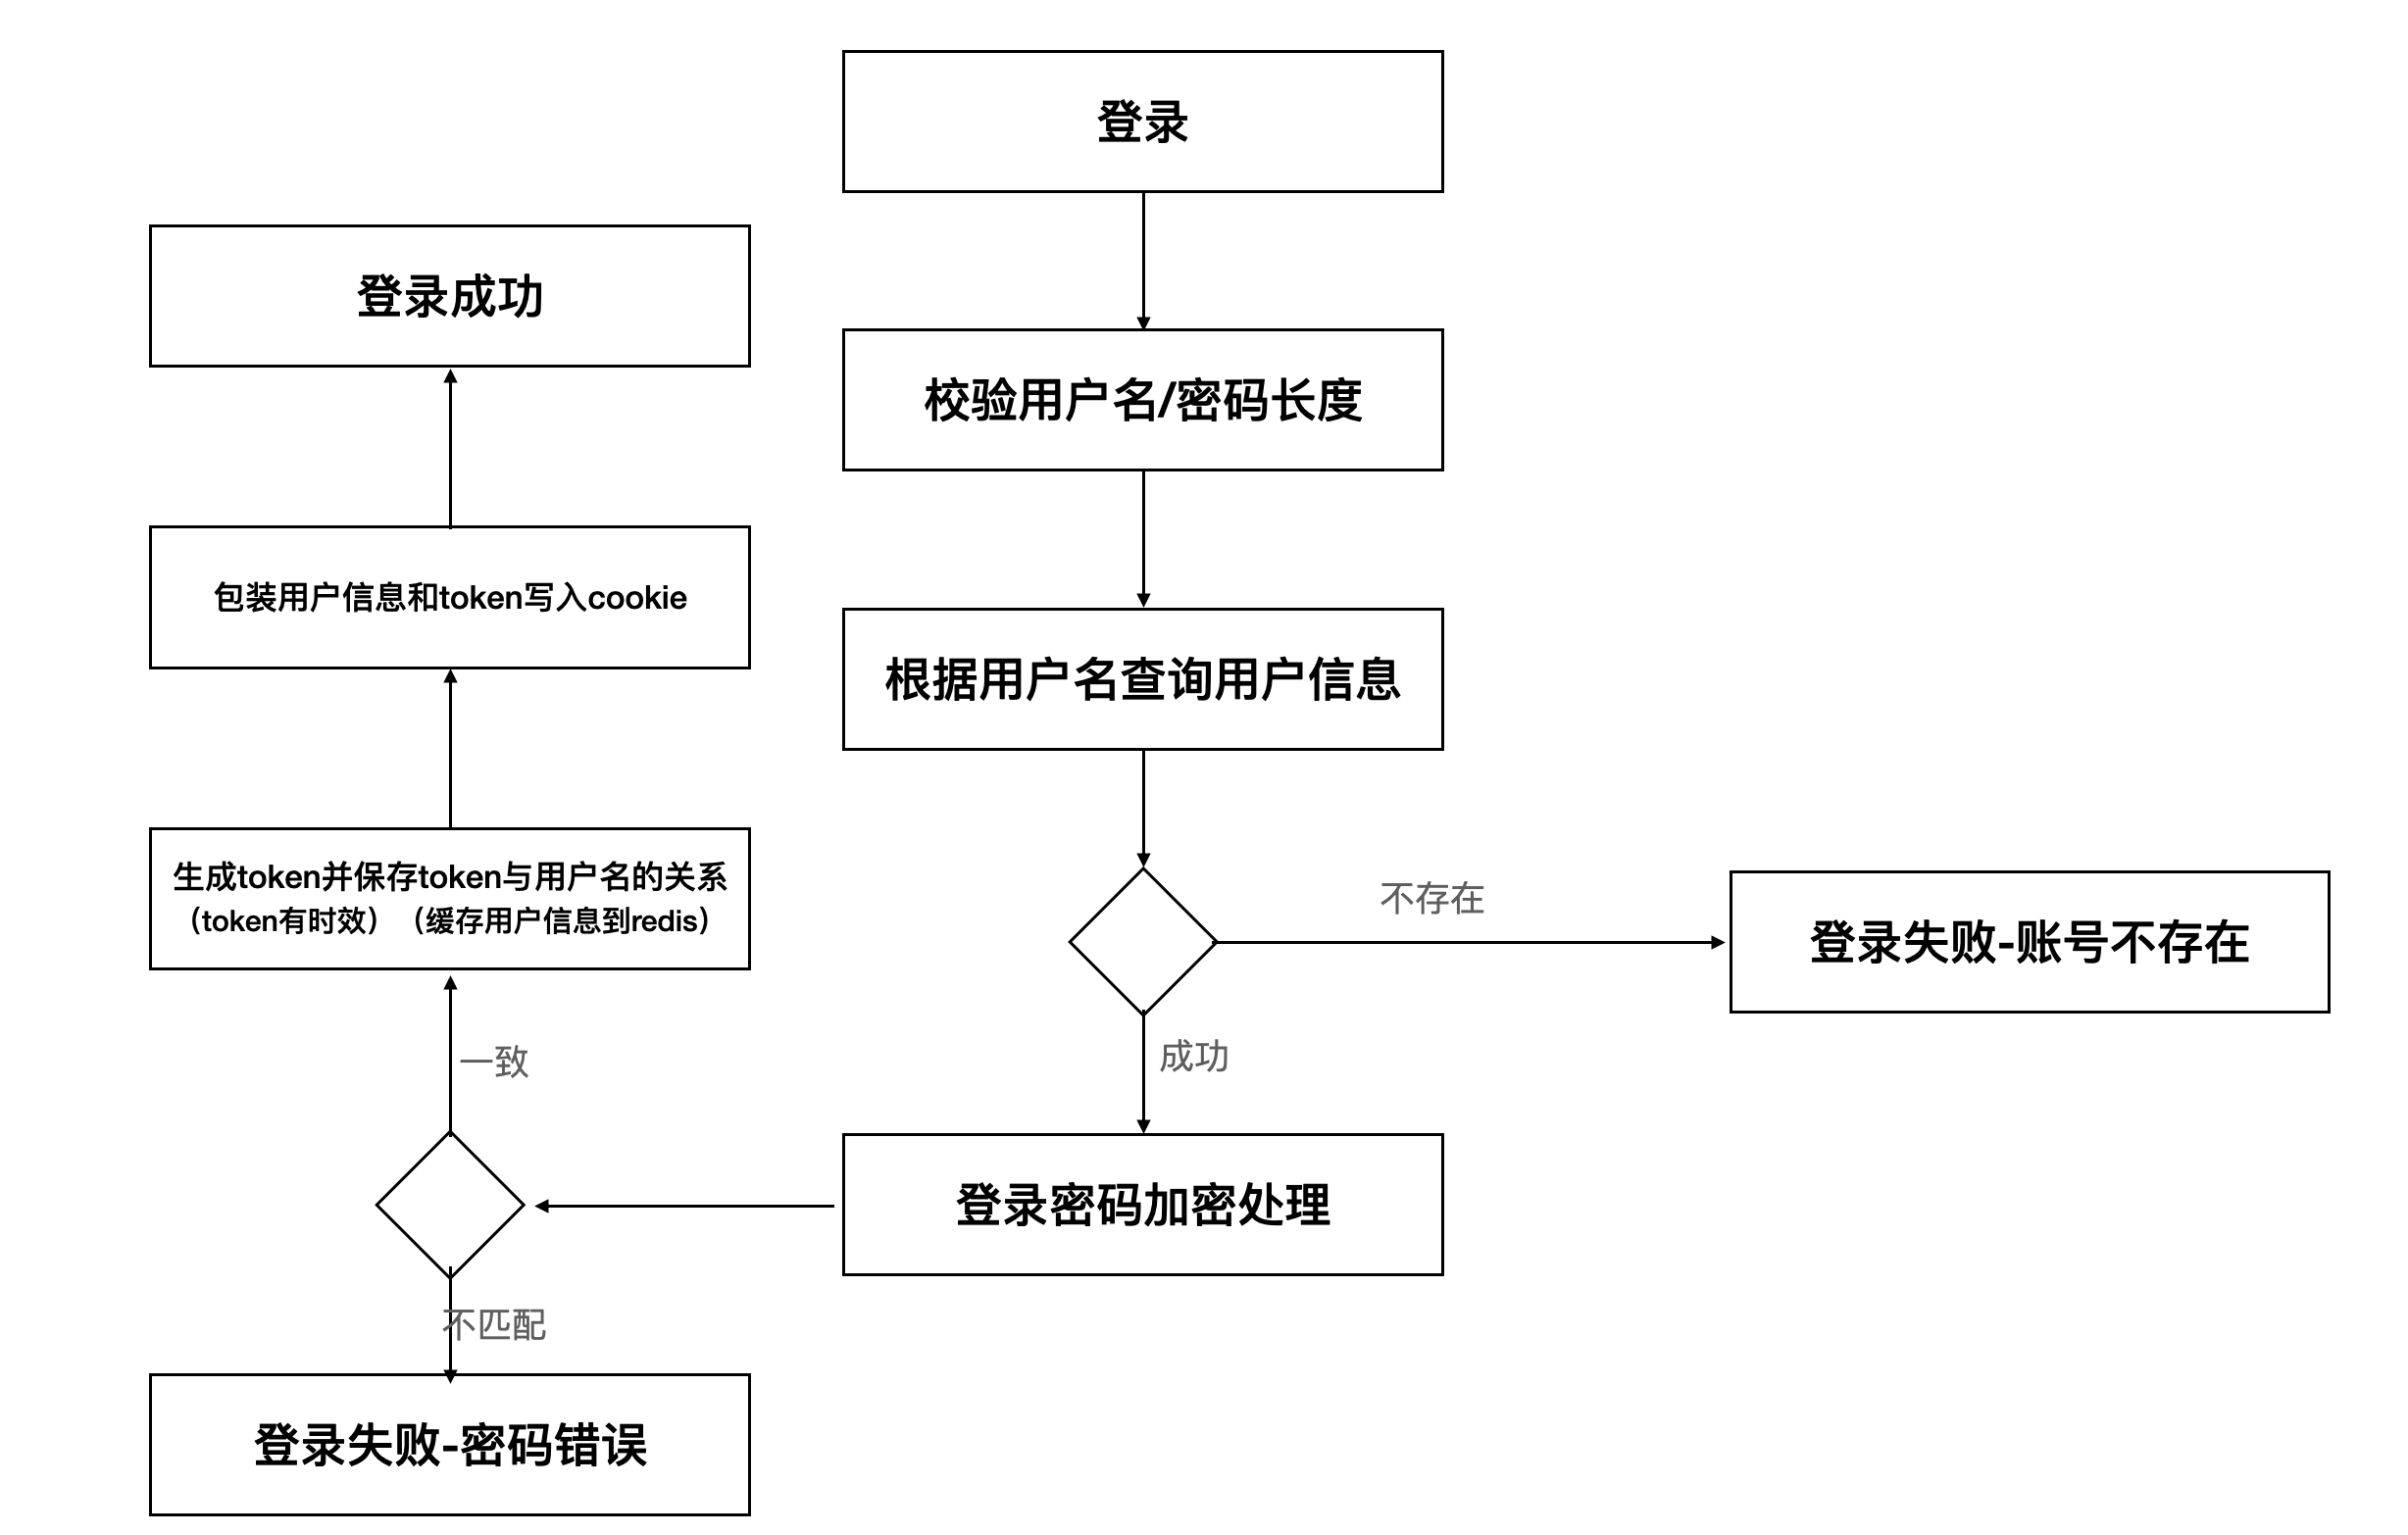 登录
登录成功
校验用户名/密码长度
包装用户信息和token写入cookie
根据用户名查询用户信息
生成token并保存token与用户名的关系
（token有时效）（缓存用户信息到redis）
不存在
登录失败-账号不存在
成功
一致
登录密码加密处理
不匹配
登录失败-密码错误